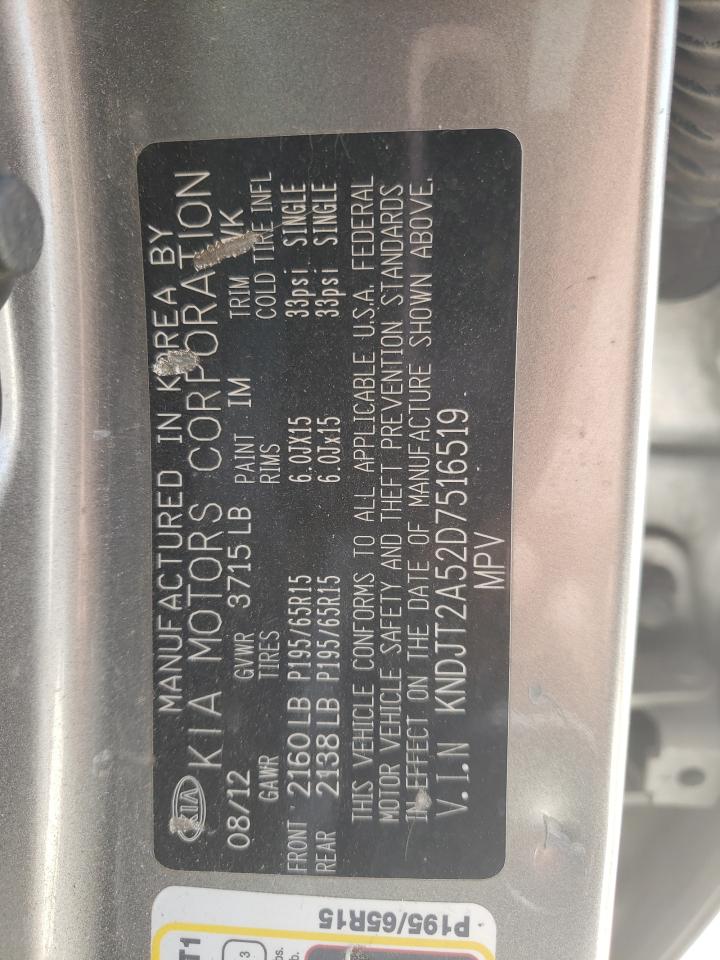 KIA
MANUFACTURED IN KOREA BY
KIA MOTORS CORPORATION
08/12 GVWR 3715 LB PAINT IM TRIM
GAWR TIRES RIMS COLD TIRE INFL
FRONT 2160 LB P195/65R15 6.0JX15 33psi SINGLE
REAR 2138 LB P195/65R15 6.0Jx15 33psi SINGLE
THIS VEHICLE CONFORMS TO ALL APPLICABLE U.S.A. FEDERAL
MOTOR VEHICLE SAFETY AND THEFT PREVENTION STANDARDS
IN EFFECT ON THE DATE OF MANUFACTURE SHOWN ABOVE.
V.I.N KNDJT2A52D7516519
MPV
P195/65R15
3